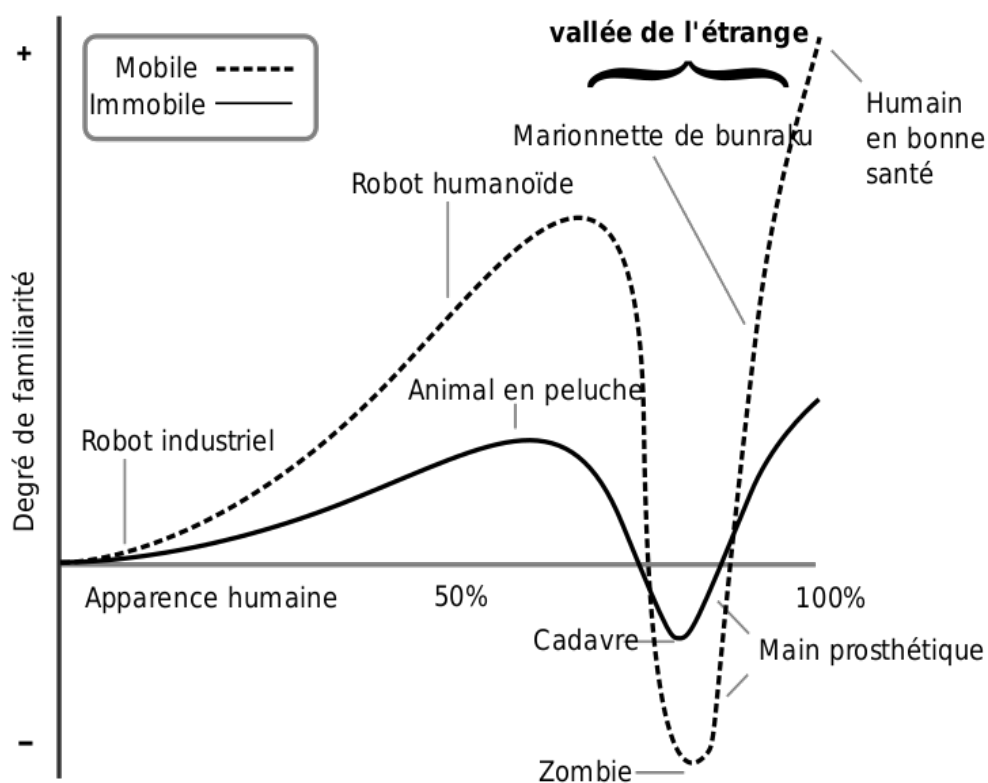 +
vallée de l'étrange
Mobile
Immobile
Humain
en bonne
santé
Marionnette de bunraku
Robot humanoïde
Degré de familiarité
Animal en peluche
Robot industriel
Apparence humaine
50%
100%
Cadavre
Main prosthétique
–
Zombie